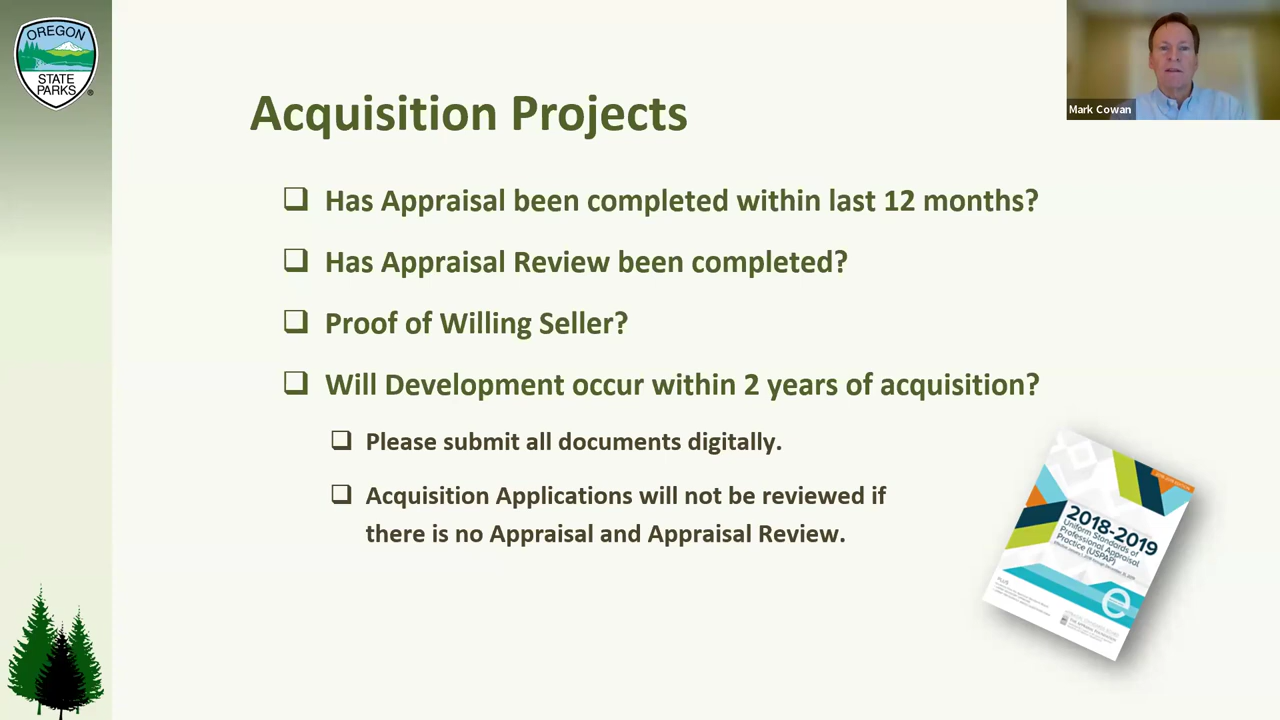 OREGON
STATE
PARKS
®
Mark Cowan
Acquisition Projects
Has Appraisal been completed within last 12 months?
Has Appraisal Review been completed?
Proof of Willing Seller?
Will Development occur within 2 years of acquisition?
Please submit all documents digitally.
Acquisition Applications will not be reviewed if
there is no Appraisal and Appraisal Review.
2018-2019
Uniform Standards of
Professional Appraisal
Practice (USPAP)
e